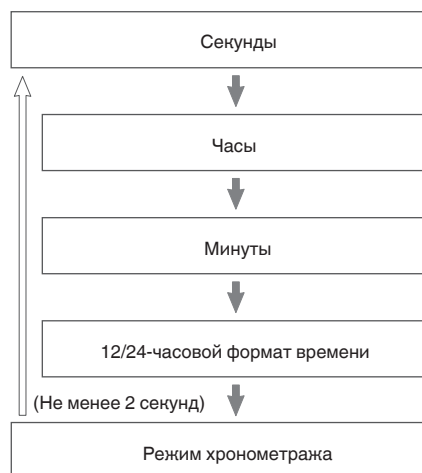 Секунды
Часы
Минуты
12/24-часовой формат времени
(Не менее 2 секунд)
Режим хронометража